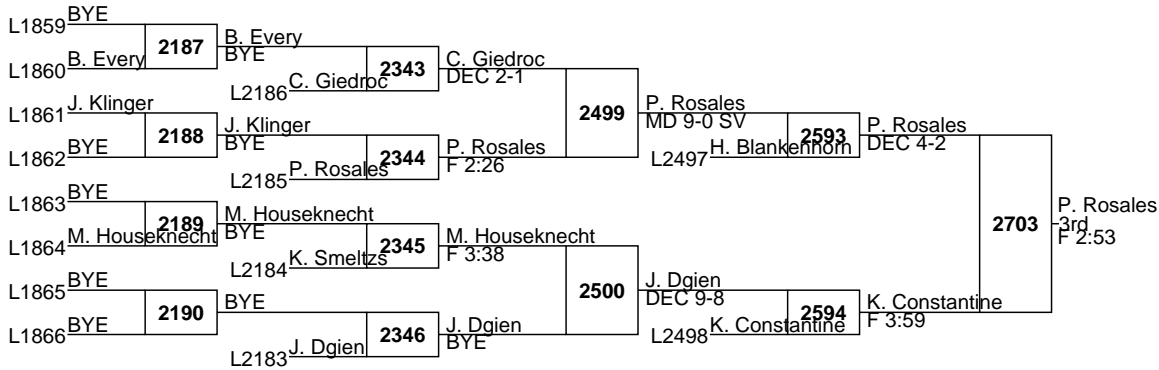 L1859 BYE
2187
B. Every
BYE
L1860 B. Every
2343
C. Giedroc
DEC 2-1
L2186 C. Giedroc
L1861 J. Klinger
2499
P. Rosales
MD 9-0 SV
2188
J. Klinger
BYE
2593
P. Rosales
DEC 4-2
L1862 BYE
2344
P. Rosales
F 2:26
L2497 H. Blankenhorn
L2185 P. Rosales
L1863 BYE
2189
M. Houseknecht
BYE
2703
P. Rosales
3rd
F 2:53
L1864 M. Houseknecht
2345
M. Houseknecht
F 3:38
L2184 K. Smeltzs
L1865 BYE
2500
J. Dgien
DEC 9-8
2190
BYE
2594
K. Constantine
F 3:59
L1866 BYE
2346
J. Dgien
BYE
L2498 K. Constantine
L2183 J. Dgien